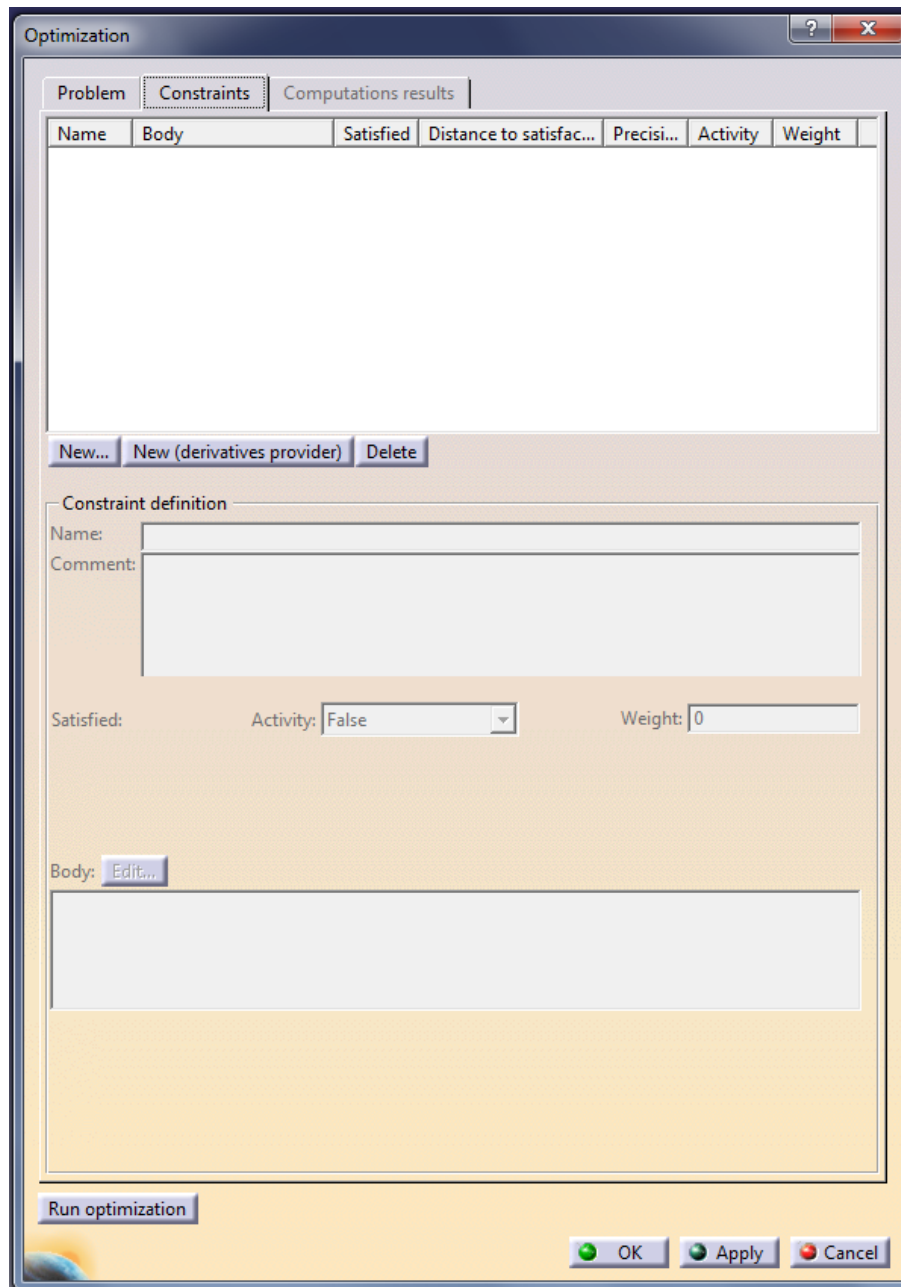 Optimization
Problem Constraints Computations results
Name Body Satisfied Distance to satisfac... Precisi... Activity Weight
New... New (derivatives provider) Delete
Constraint definition
Name:
Comment:
Satisfied: Activity: False Weight: 0
Body: Edit...
Run optimization
OK Apply Cancel